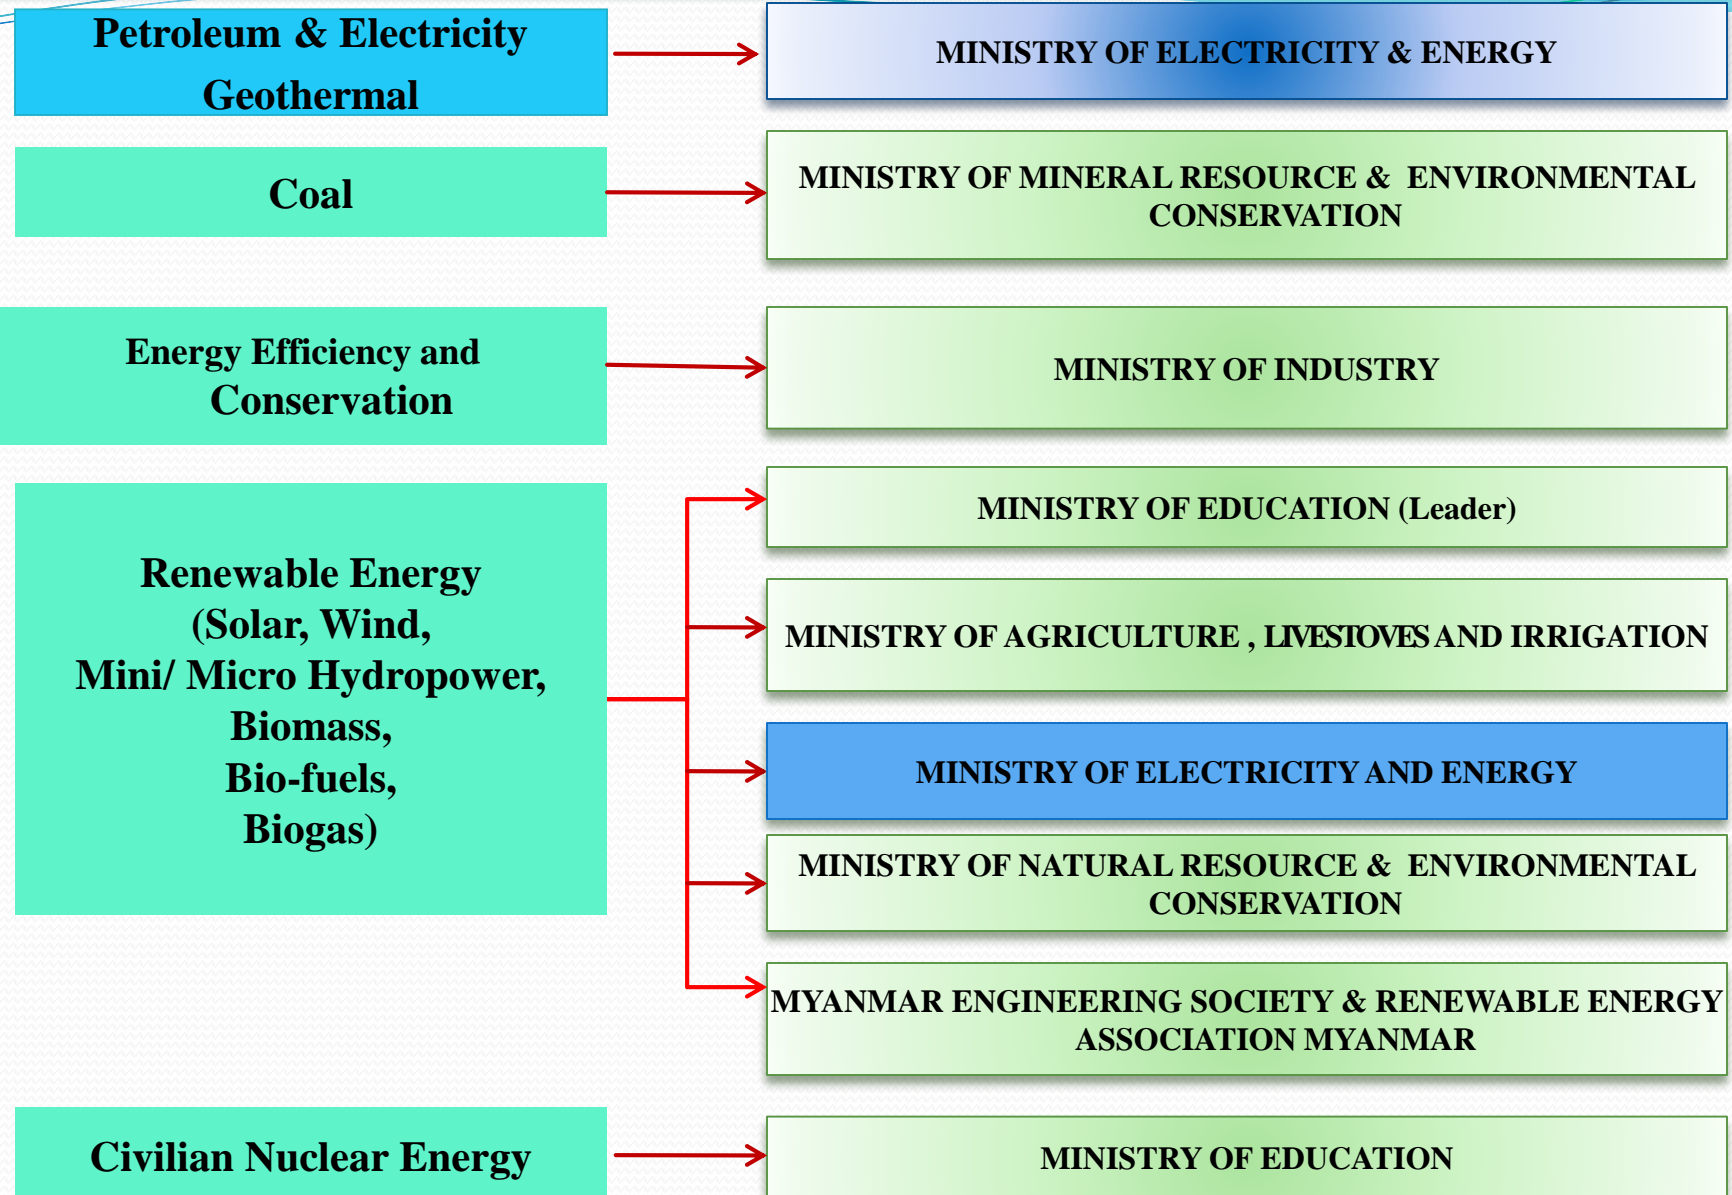 Petroleum & Electricity
Geothermal
MINISTRY OF ELECTRICITY & ENERGY
Coal
MINISTRY OF MINERAL RESOURCE & ENVIRONMENTAL
CONSERVATION
Energy Efficiency and
Conservation
MINISTRY OF INDUSTRY
Renewable Energy
(Solar, Wind,
Mini/ Micro Hydropower,
Biomass,
Bio-fuels,
Biogas)
MINISTRY OF EDUCATION (Leader)
MINISTRY OF AGRICULTURE , LIVESTOVES AND IRRIGATION
MINISTRY OF ELECTRICITY AND ENERGY
MINISTRY OF NATURAL RESOURCE & ENVIRONMENTAL
CONSERVATION
MYANMAR ENGINEERING SOCIETY & RENEWABLE ENERGY
ASSOCIATION MYANMAR
Civilian Nuclear Energy
MINISTRY OF EDUCATION